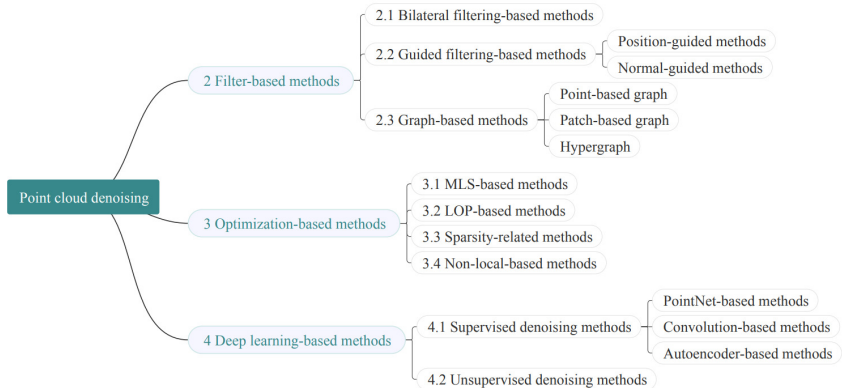 Point cloud denoising
2 Filter-based methods
2.1 Bilateral filtering-based methods
2.2 Guided filtering-based methods
Position-guided methods
Normal-guided methods
2.3 Graph-based methods
Point-based graph
Patch-based graph
Hypergraph
3 Optimization-based methods
3.1 MLS-based methods
3.2 LOP-based methods
3.3 Sparsity-related methods
3.4 Non-local-based methods
4 Deep learning-based methods
4.1 Supervised denoising methods
PointNet-based methods
Convolution-based methods
Autoencoder-based methods
4.2 Unsupervised denoising methods